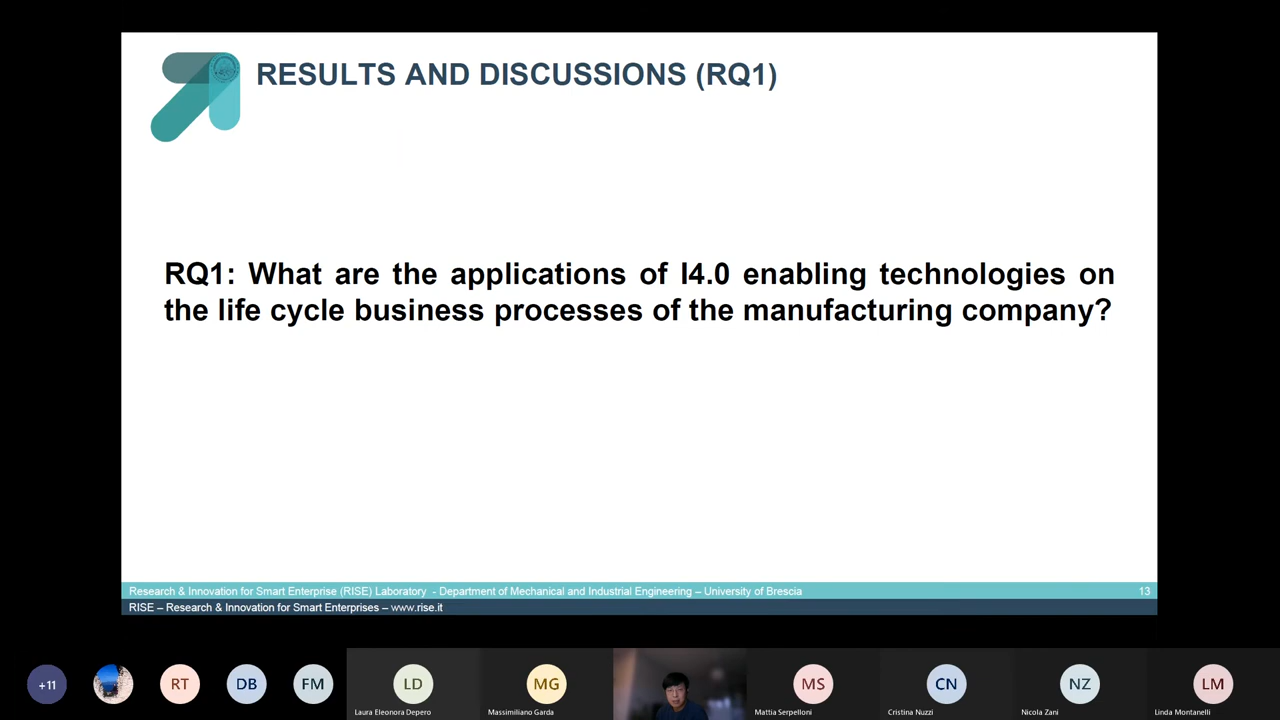 RESULTS AND DISCUSSIONS (RQ1)
RQ1: What are the applications of I4.0 enabling technologies on
the life cycle business processes of the manufacturing company?
Research & Innovation for Smart Enterprise (RISE) Laboratory - Department of Mechanical and Industrial Engineering – University of Brescia 13
RISE – Research & Innovation for Smart Enterprises – www.rise.it
+11 RT DB FM LD MG MS CN NZ LM
Laura Eleonora Depero Massimiliano Garda Mattia Serpelloni Cristina Nuzzi Nicola Zani Linda Montanelli